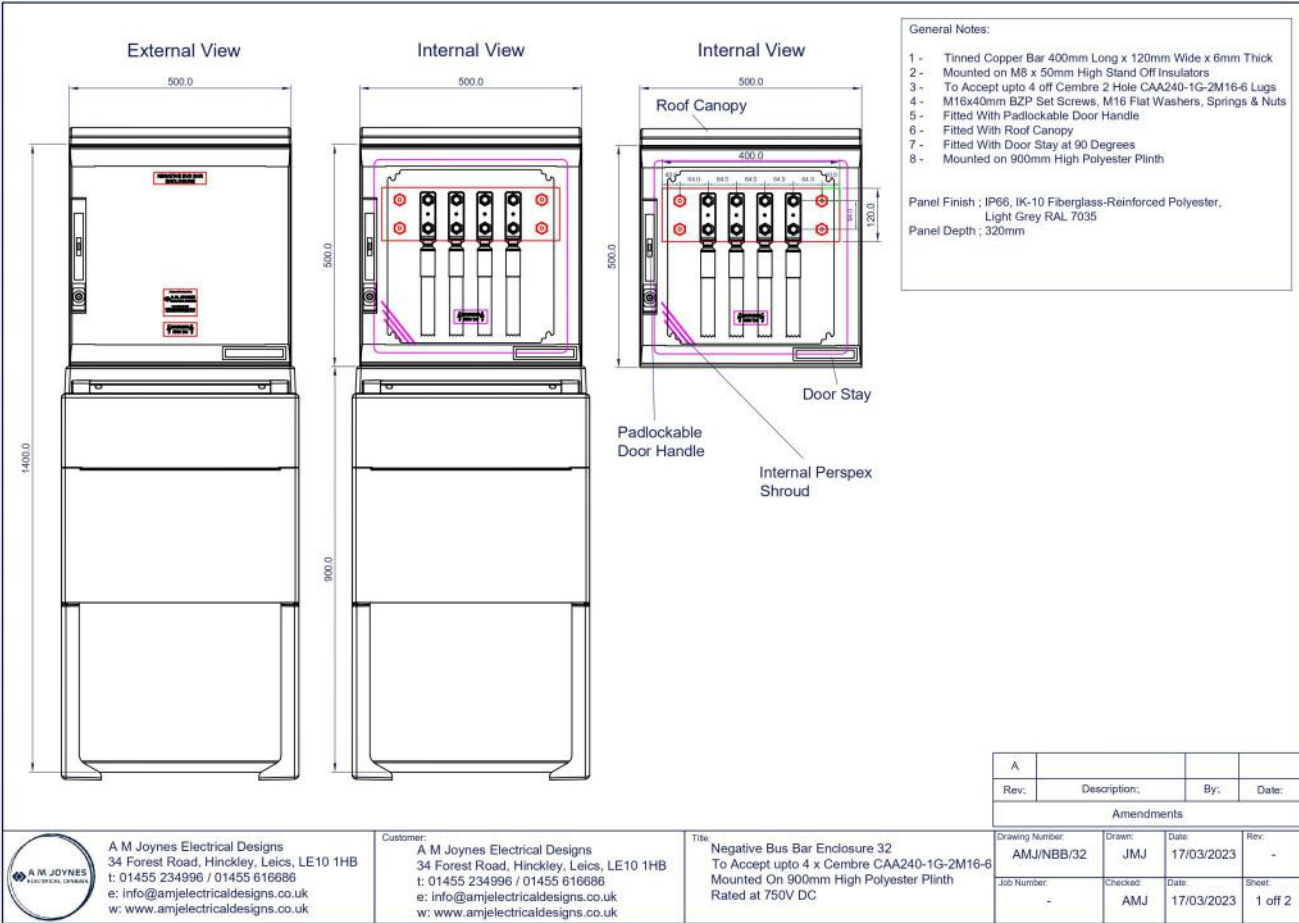 External View
500.0
1400.0
NEGATIVE BUS BAR
ENCLOSURE
A M JOYNES
Internal View
500.0
500.0
900.0
Internal View
500.0
Roof Canopy
400.0
64.0 64.0 64.0 64.0 64.0
64.0
120.0
500.0
Door Stay
Padlockable
Door Handle
Internal Perspex
Shroud
General Notes:
1 - Tinned Copper Bar 400mm Long x 120mm Wide x 6mm Thick
2 - Mounted on M8 x 50mm High Stand Off Insulators
3 - To Accept upto 4 off Cembre 2 Hole CAA240-1G-2M16-6 Lugs
4 - M16x40mm BZP Set Screws, M16 Flat Washers, Springs & Nuts
5 - Fitted With Padlockable Door Handle
6 - Fitted With Roof Canopy
7 - Fitted With Door Stay at 90 Degrees
8 - Mounted on 900mm High Polyester Plinth
Panel Finish ; IP66, IK-10 Fiberglass-Reinforced Polyester,
Light Grey RAL 7035
Panel Depth ; 320mm
A
Rev: Description: By: Date:
Amendments
A M JOYNES
ELECTRICAL DESIGNS
A M Joynes Electrical Designs
34 Forest Road, Hinckley, Leics, LE10 1HB
t: 01455 234996 / 01455 616686
e: info@amjelectricaldesigns.co.uk
w: www.amjelectricaldesigns.co.uk
Customer:
A M Joynes Electrical Designs
34 Forest Road, Hinckley, Leics, LE10 1HB
t: 01455 234996 / 01455 616686
e: info@amjelectricaldesigns.co.uk
w: www.amjelectricaldesigns.co.uk
Title
Negative Bus Bar Enclosure 32
To Accept upto 4 x Cembre CAA240-1G-2M16-6
Mounted On 900mm High Polyester Plinth
Rated at 750V DC
Drawing Number: Drawn: Date: Rev:
AMJ/NBB/32 JMJ 17/03/2023 -
Job Number: Checked: Date: Sheet:
- AMJ 17/03/2023 1 off 2